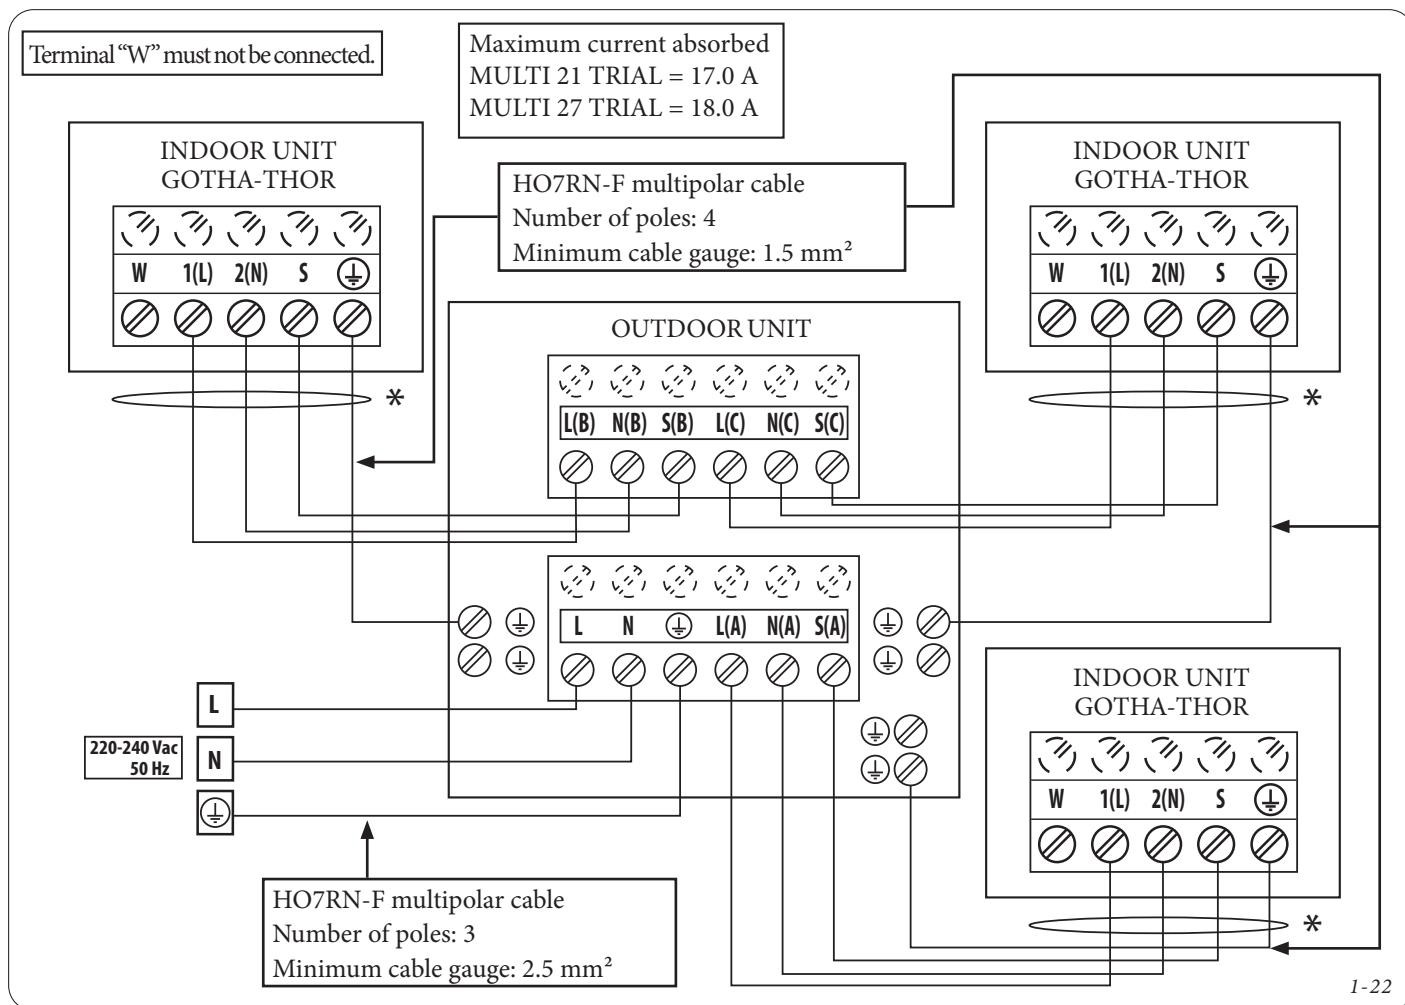 Terminal “W” must not be connected.
Maximum current absorbed
MULTI 21 TRIAL = 17.0 A
MULTI 27 TRIAL = 18.0 A
INDOOR UNIT
GOTHA-THOR
W 1(L) 2(N) S
*
HO7RN-F multipolar cable
Number of poles: 4
Minimum cable gauge: 1.5 mm²
INDOOR UNIT
GOTHA-THOR
W 1(L) 2(N) S
*
OUTDOOR UNIT
L(B) N(B) S(B) L(C) N(C) S(C)
L N L(A) N(A) S(A)
L
220-240 Vac
50 Hz
N
INDOOR UNIT
GOTHA-THOR
W 1(L) 2(N) S
*
HO7RN-F multipolar cable
Number of poles: 3
Minimum cable gauge: 2.5 mm²
1-22